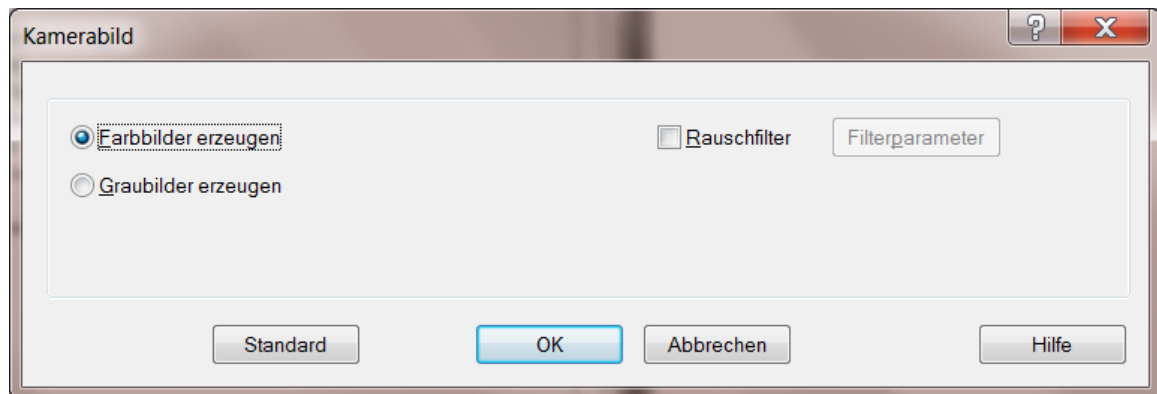 Kamerabild
Farbbilder erzeugen
Rauschfilter
Filterparameter
Graubilder erzeugen
Standard
OK
Abbrechen
Hilfe